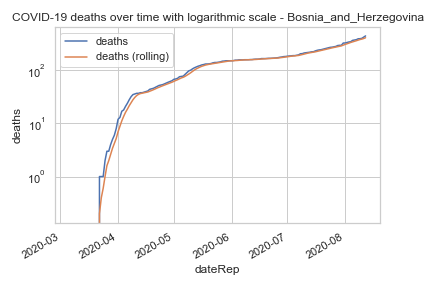 COVID-19 deaths over time with logarithmic scale - Bosnia_and_Herzegovina
deaths
deaths (rolling)
10²
10¹
10⁰
deaths
2020-03
2020-04
2020-05
2020-06
2020-07
2020-08
dateRep